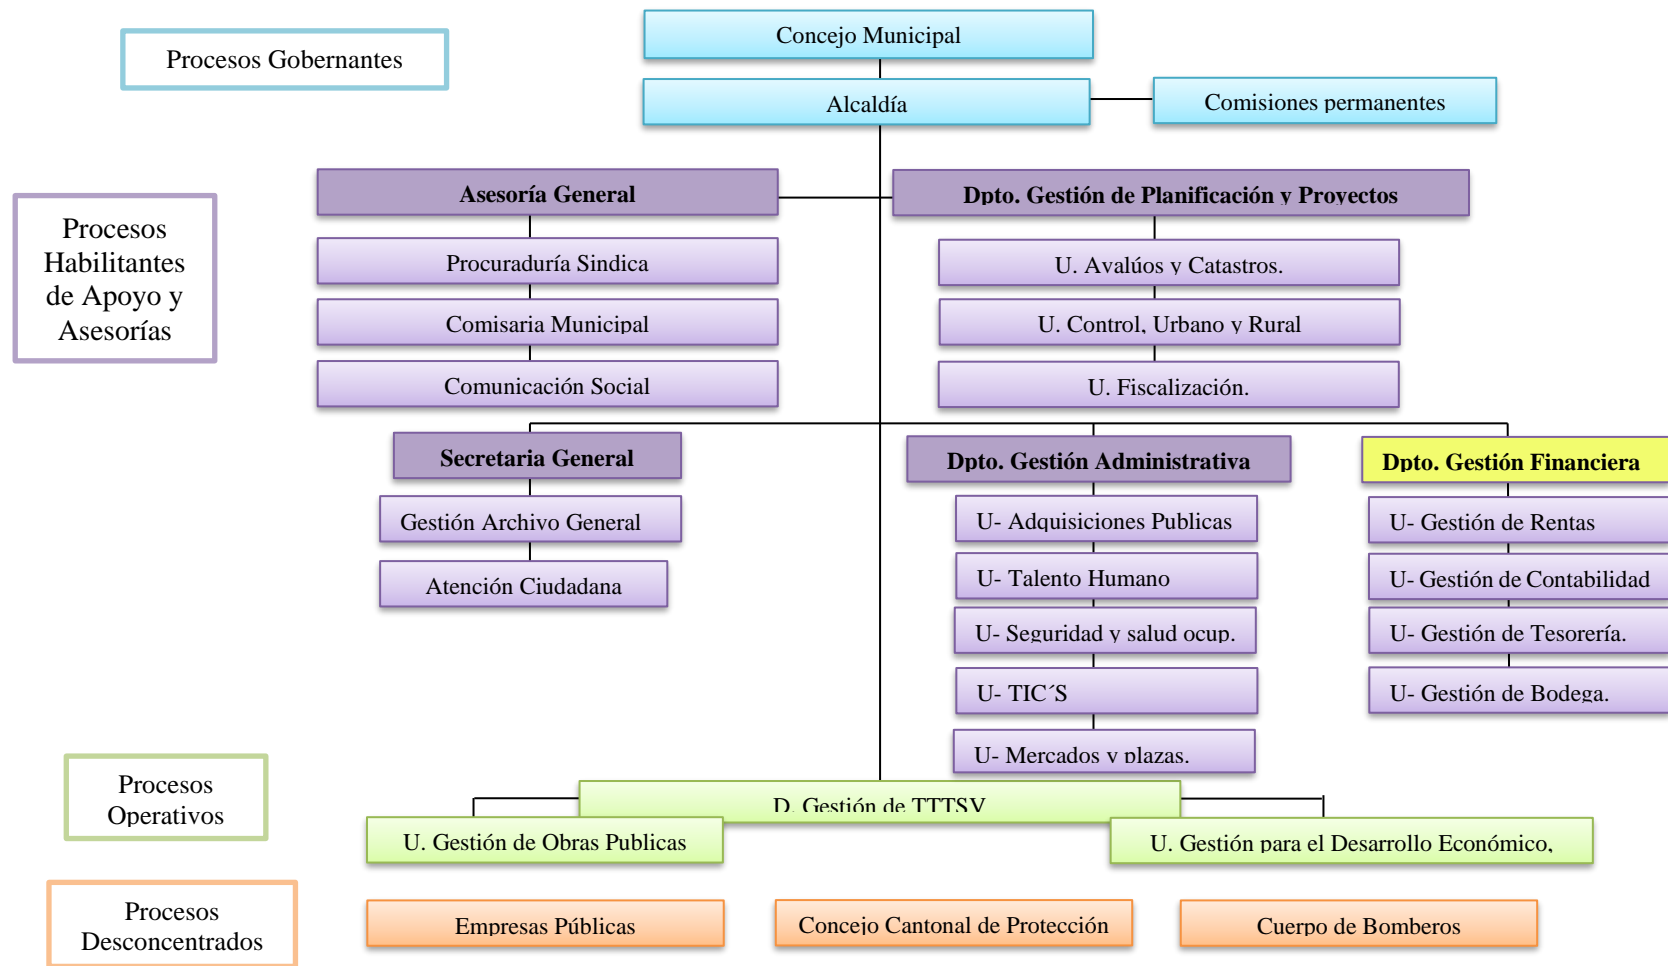 Concejo Municipal
Procesos Gobernantes
Alcaldía
Comisiones permanentes
Procesos
Habilitantes
de Apoyo y
Asesorías
Asesoría General
Dpto. Gestión de Planificación y Proyectos
Procuraduría Sindica
U. Avalúos y Catastros.
Comisaria Municipal
U. Control, Urbano y Rural
Comunicación Social
U. Fiscalización.
Secretaria General
Dpto. Gestión Administrativa
Dpto. Gestión Financiera
Gestión Archivo General
U- Adquisiciones Publicas
U- Gestión de Rentas
Atención Ciudadana
U- Talento Humano
U- Gestión de Contabilidad
U- Seguridad y salud ocup.
U- Gestión de Tesorería.
U- TIC´S
U- Gestión de Bodega.
U- Mercados y plazas.
Procesos
Operativos
D. Gestión de TTTSV
U. Gestión de Obras Publicas
U. Gestión para el Desarrollo Económico,
Procesos
Desconcentrados
Empresas Públicas
Concejo Cantonal de Protección
Cuerpo de Bomberos